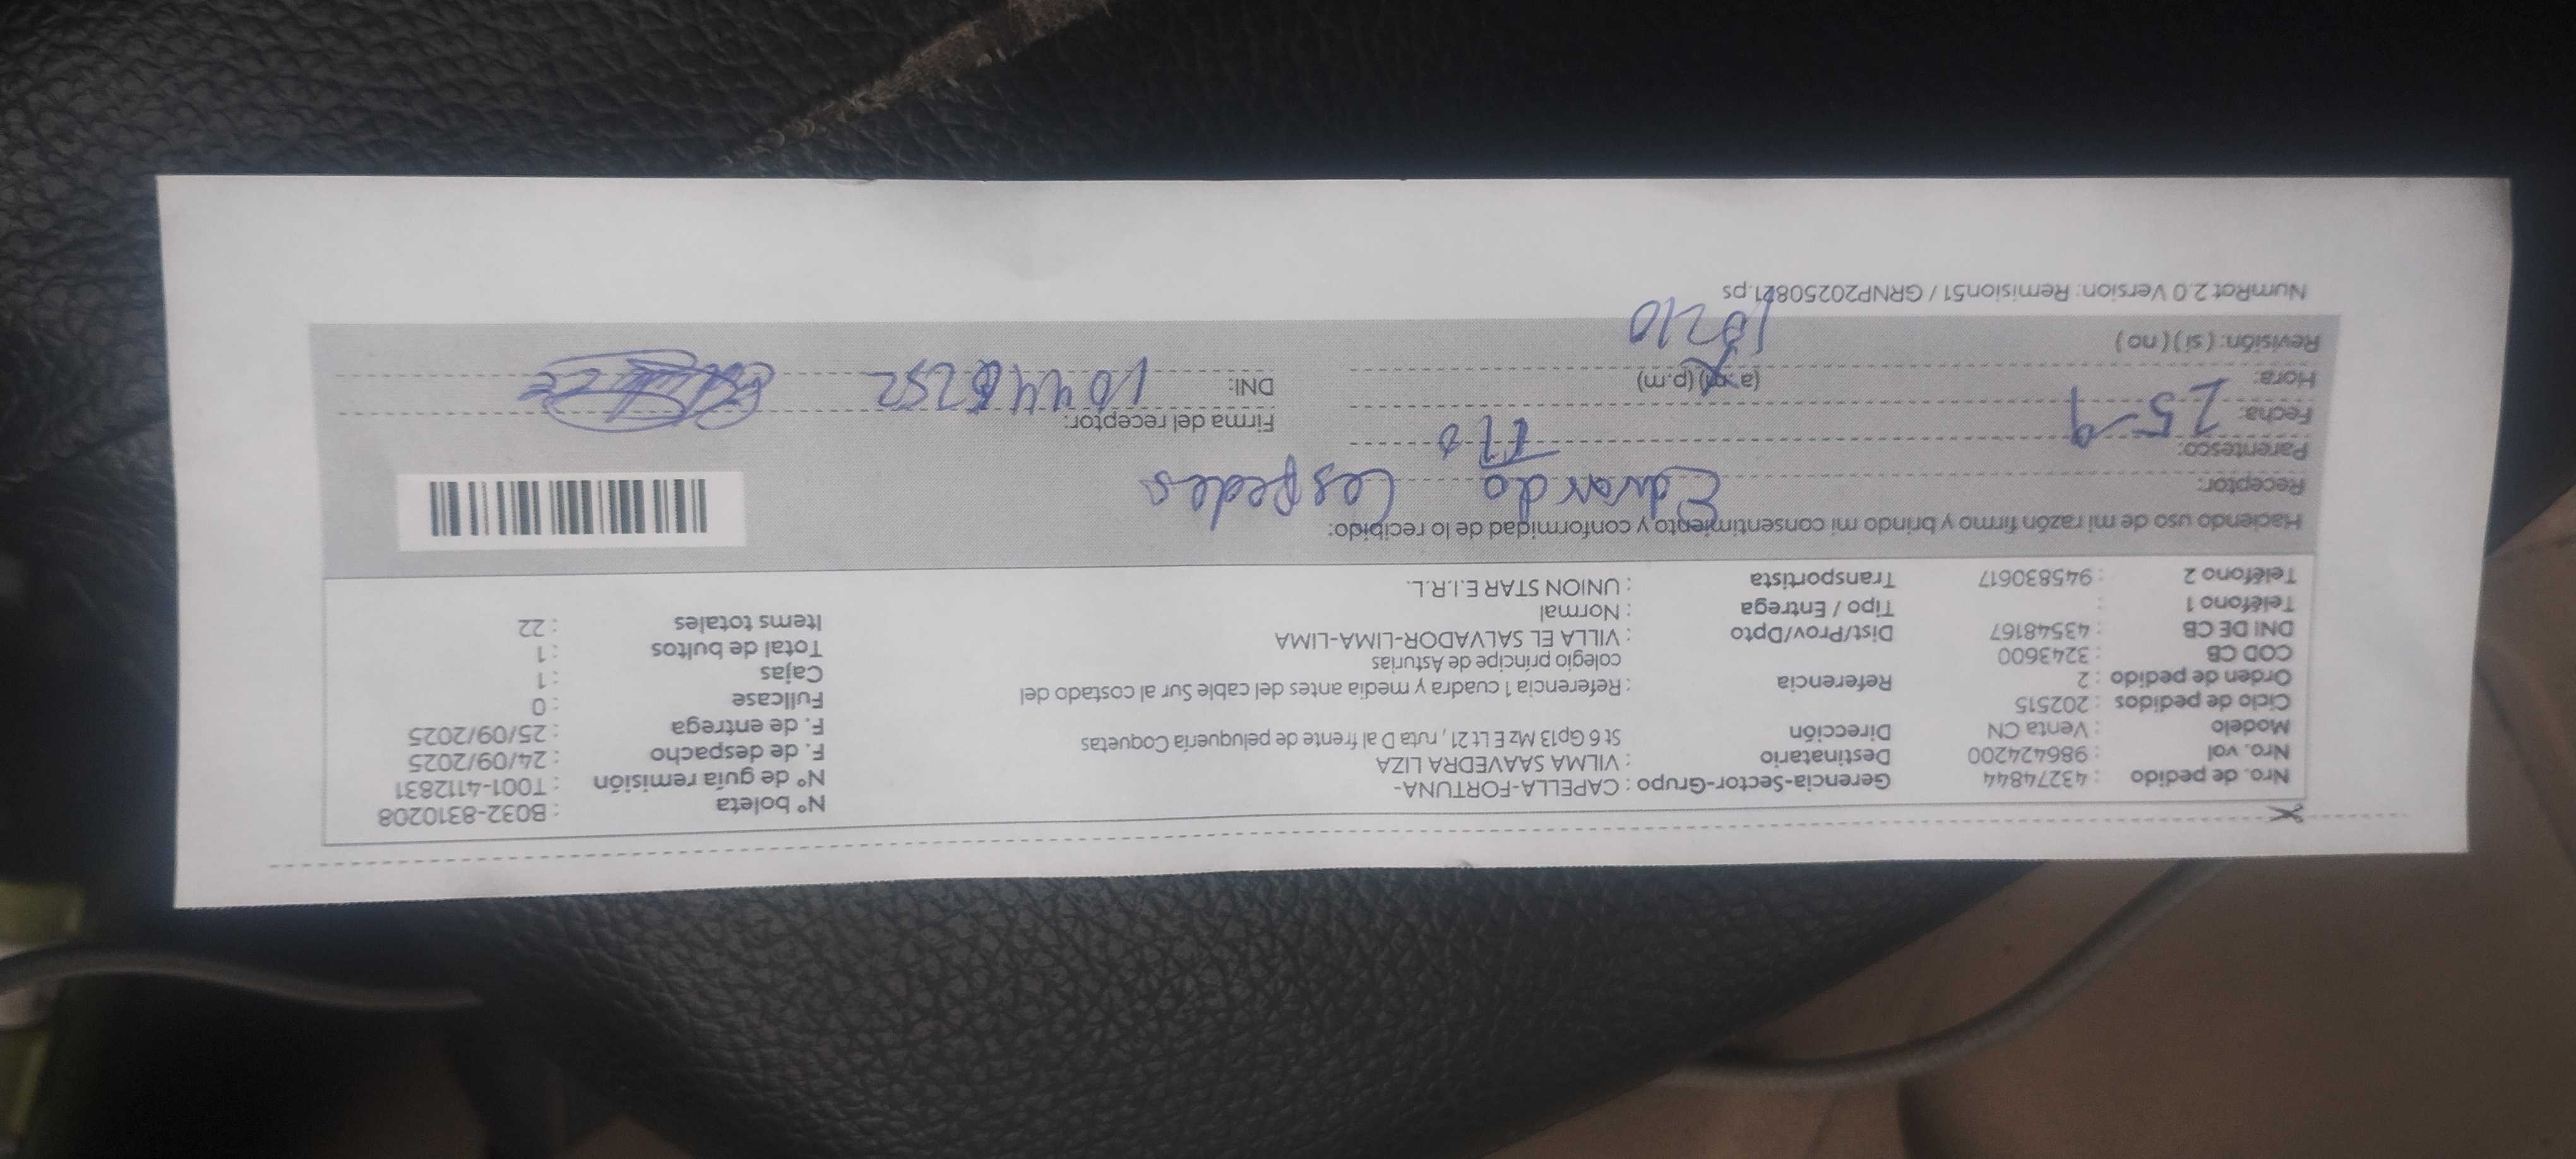 Nro. de pedido : 43274844 Gerencia-Sector-Grupo : CAPELLA-FORTUNA- Nº boleta : B032-8310208
Nro. vol : 986424200 Destinatario : VILMA SAAVEDRA LIZA Nº de guía remisión : T001-4112831
Modelo : Venta CN Dirección St 6 Gp13 Mz E Lt 21 , ruta D al frente de peluquería Coquetas F. de despacho : 24/09/2025
Ciclo de pedidos : 202515 F. de entrega : 25/09/2025
Orden de pedido : 2 Referencia : Referencia 1 cuadra y media antes del cable al Sur al costado del Fullcase : 0
COD CB : 3243600 colegio príncipe de Asturias Cajas : 1
DNI DE CB : 43548167 Dist/Prov/Dpto : VILLA EL SALVADOR-LIMA-LIMA Total de bultos : 1
Teléfono 1 : Tipo / Entrega : Normal Items totales : 22
Teléfono 2 : 945830617 Transportista : UNION STAR E.I.R.L.
Haciendo uso de mi razón firmo y brindo mi consentimiento y conformidad de lo recibido:
Receptor: Eduardo Cespedes
Parentesco: Tio
Fecha: 25-9 Firma del receptor:
Hora: (a.m) (p.m) DNI: 10446252
Revisión: ( si ) ( no ) 10210
NumRot 2.0 Version: Remision51 / GRNP20250821.ps